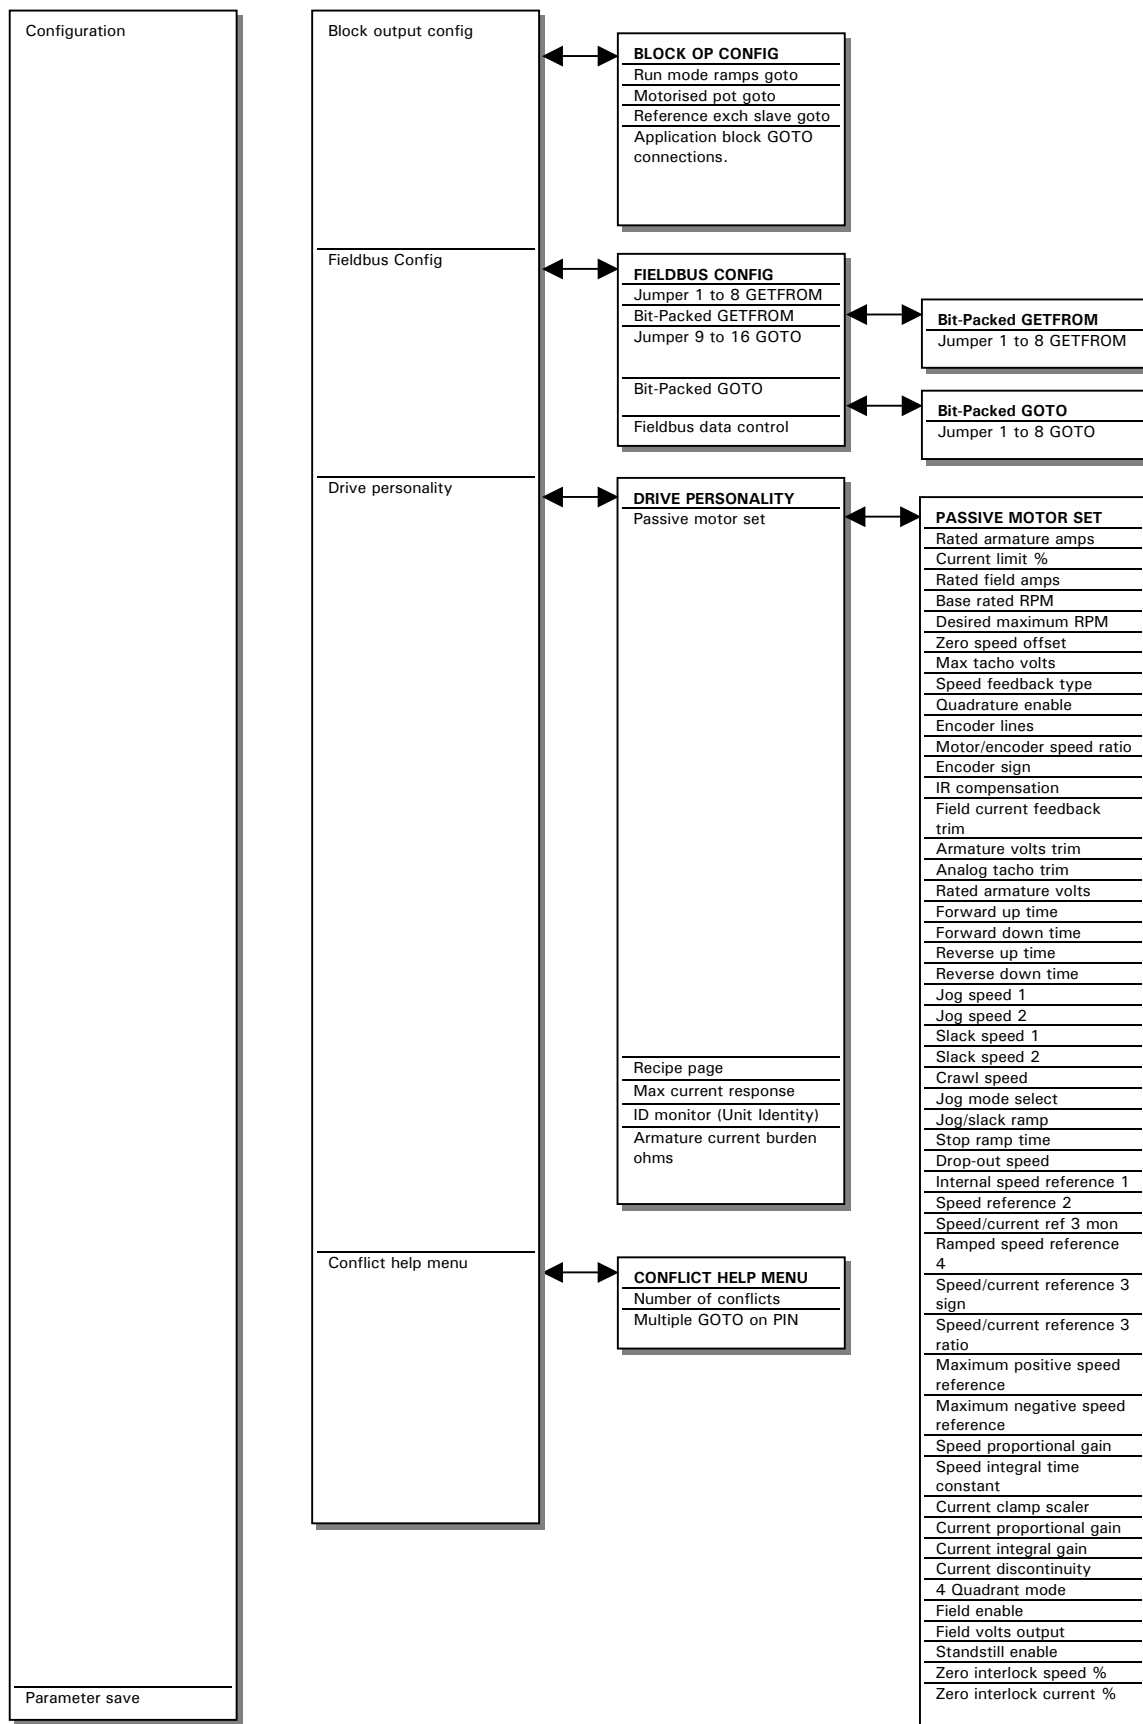 Configuration
Parameter save
Block output config
Fieldbus Config
Drive personality
Conflict help menu
BLOCK OP CONFIG
Run mode ramps goto
Motorised pot goto
Reference exch slave goto
Application block GOTO
connections.
FIELDBUS CONFIG
Jumper 1 to 8 GETFROM
Bit-Packed GETFROM
Jumper 9 to 16 GOTO
Bit-Packed GOTO
Fieldbus data control
Bit-Packed GETFROM
Jumper 1 to 8 GETFROM
Bit-Packed GOTO
Jumper 1 to 8 GOTO
DRIVE PERSONALITY
Passive motor set
Recipe page
Max current response
ID monitor (Unit Identity)
Armature current burden
ohms
CONFLICT HELP MENU
Number of conflicts
Multiple GOTO on PIN
PASSIVE MOTOR SET
Rated armature amps
Current limit %
Rated field amps
Base rated RPM
Desired maximum RPM
Zero speed offset
Max tacho volts
Speed feedback type
Quadrature enable
Encoder lines
Motor/encoder speed ratio
Encoder sign
IR compensation
Field current feedback
trim
Armature volts trim
Analog tacho trim
Rated armature volts
Forward up time
Forward down time
Reverse up time
Reverse down time
Jog speed 1
Jog speed 2
Slack speed 1
Slack speed 2
Crawl speed
Jog mode select
Jog/slack ramp
Stop ramp time
Drop-out speed
Internal speed reference 1
Speed reference 2
Speed/current ref 3 mon
Ramped speed reference
4
Speed/current reference 3
sign
Speed/current reference 3
ratio
Maximum positive speed
reference
Maximum negative speed
reference
Speed proportional gain
Speed integral time
constant
Current clamp scaler
Current proportional gain
Current integral gain
Current discontinuity
4 Quadrant mode
Field enable
Field volts output
Standstill enable
Zero interlock speed %
Zero interlock current %